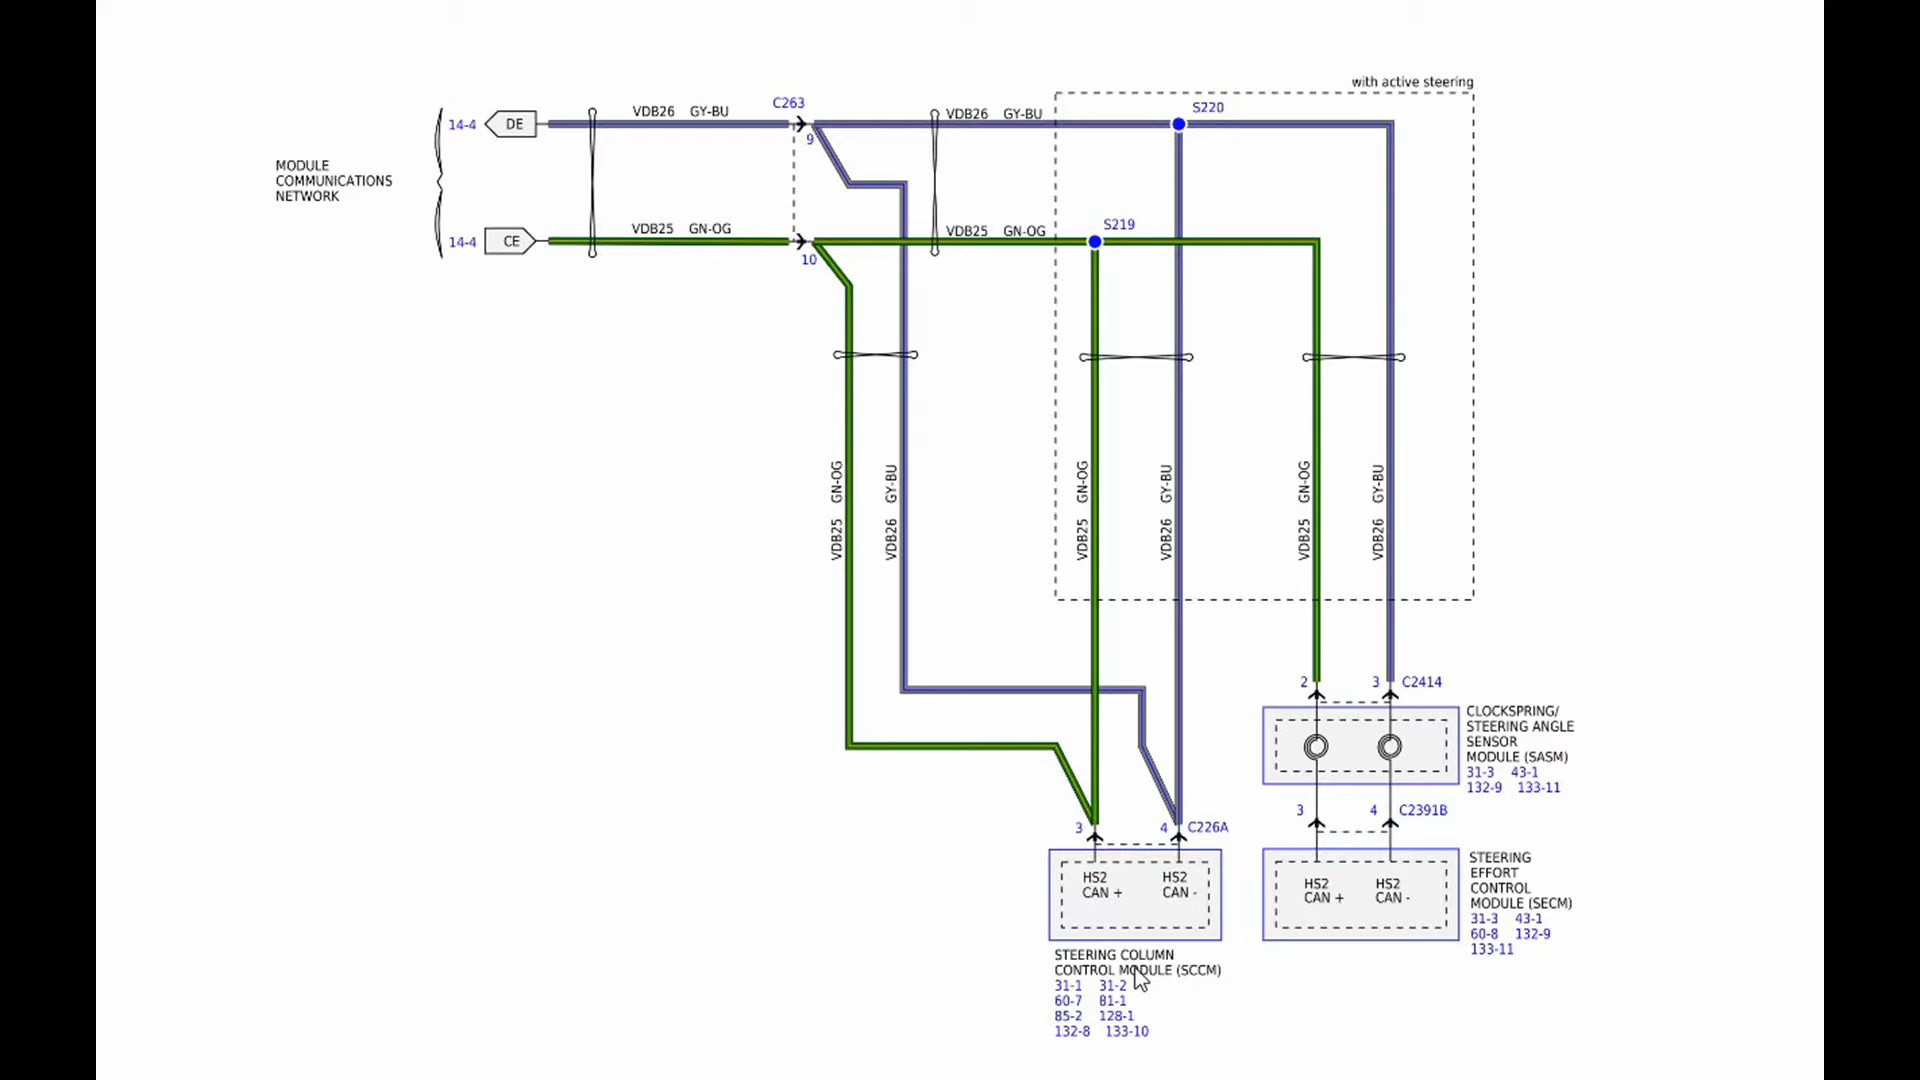 with active steering
VDB26 GY-BU
C263
VDB26 GY-BU
S220
14-4
DE
9
MODULE
COMMUNICATIONS
NETWORK
VDB25 GN-OG
VDB25 GN-OG
S219
14-4
CE
10
VDB25 GN-OG
VDB26 GY-BU
VDB25 GN-OG
VDB26 GY-BU
VDB25 GN-OG
VDB26 GY-BU
2
3
C2414
CLOCKSPRING/
STEERING ANGLE
SENSOR
MODULE (SASM)
31-3 43-1
132-9 133-11
3
4
C2391B
3
4
C226A
HS2
CAN +
HS2
CAN -
HS2
CAN +
HS2
CAN -
STEERING
EFFORT
CONTROL
MODULE (SECM)
31-3 43-1
60-8 132-9
133-11
STEERING COLUMN
CONTROL MODULE (SCCM)
31-1 31-2
60-7 81-1
85-2 128-1
132-8 133-10